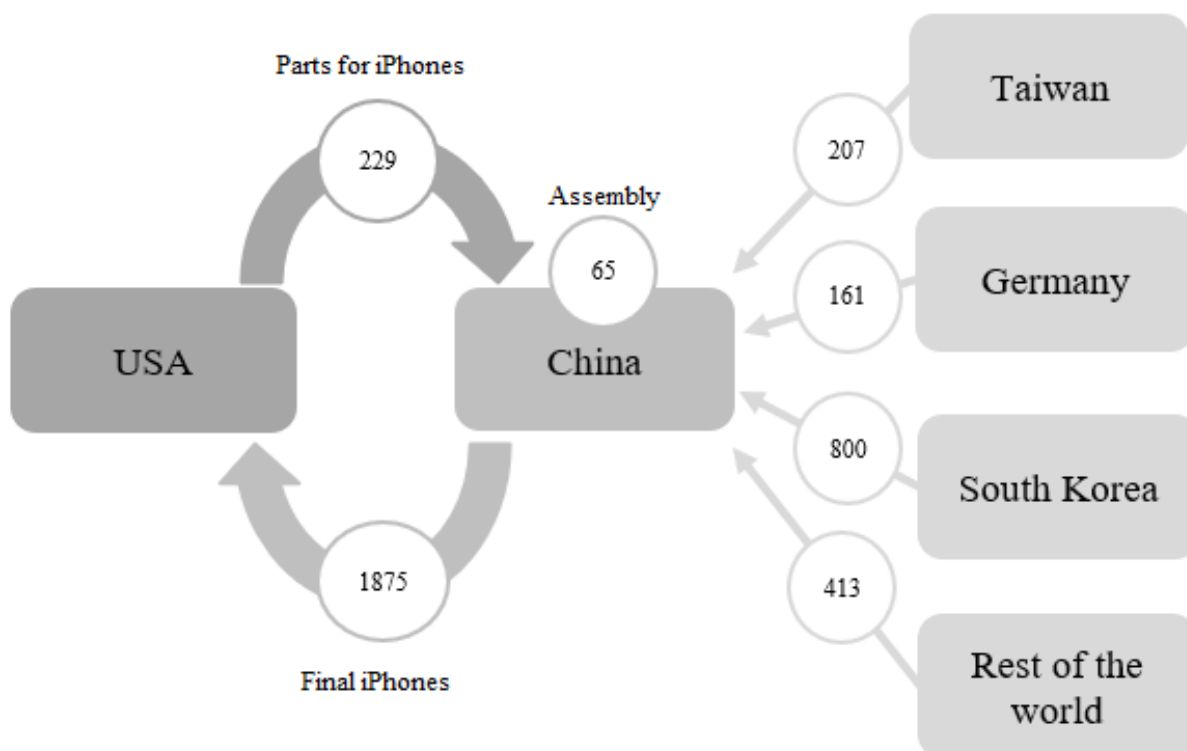 Parts for iPhones
229
USA
Assembly
65
China
1875
Final iPhones
207
Taiwan
161
Germany
800
South Korea
413
Rest of the
world